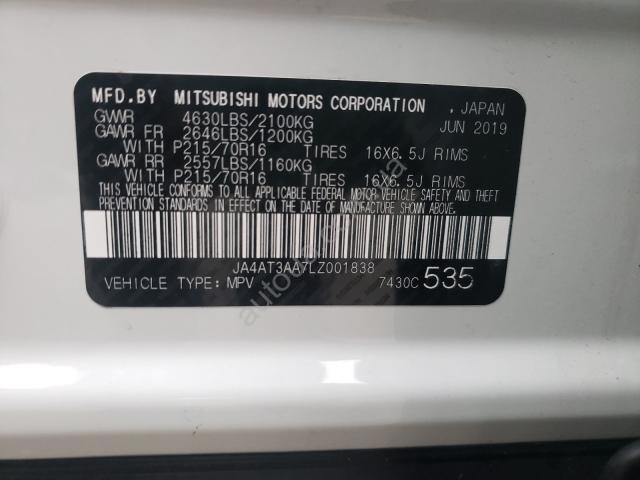 MFD.BY MITSUBISHI MOTORS CORPORATION . JAPAN
GVWR 4630LBS/2100KG JUN 2019
GAWR FR 2646LBS/1200KG
WITH P215/70R16 TIRES 16X6.5J RIMS
GAWR RR 2557LBS/1160KG
WITH P215/70R16 TIRES 16X6.5J RIMS
THIS VEHICLE CONFORMS TO ALL APPLICABLE FEDERAL MOTOR VEHICLE SAFETY AND THEFT
PREVENTION STANDARDS IN EFFECT ON THE DATE OF MANUFACTURE SHOWN ABOVE.
JA4AT3AA7LZ001838
VEHICLE TYPE: MPV 7430C 535